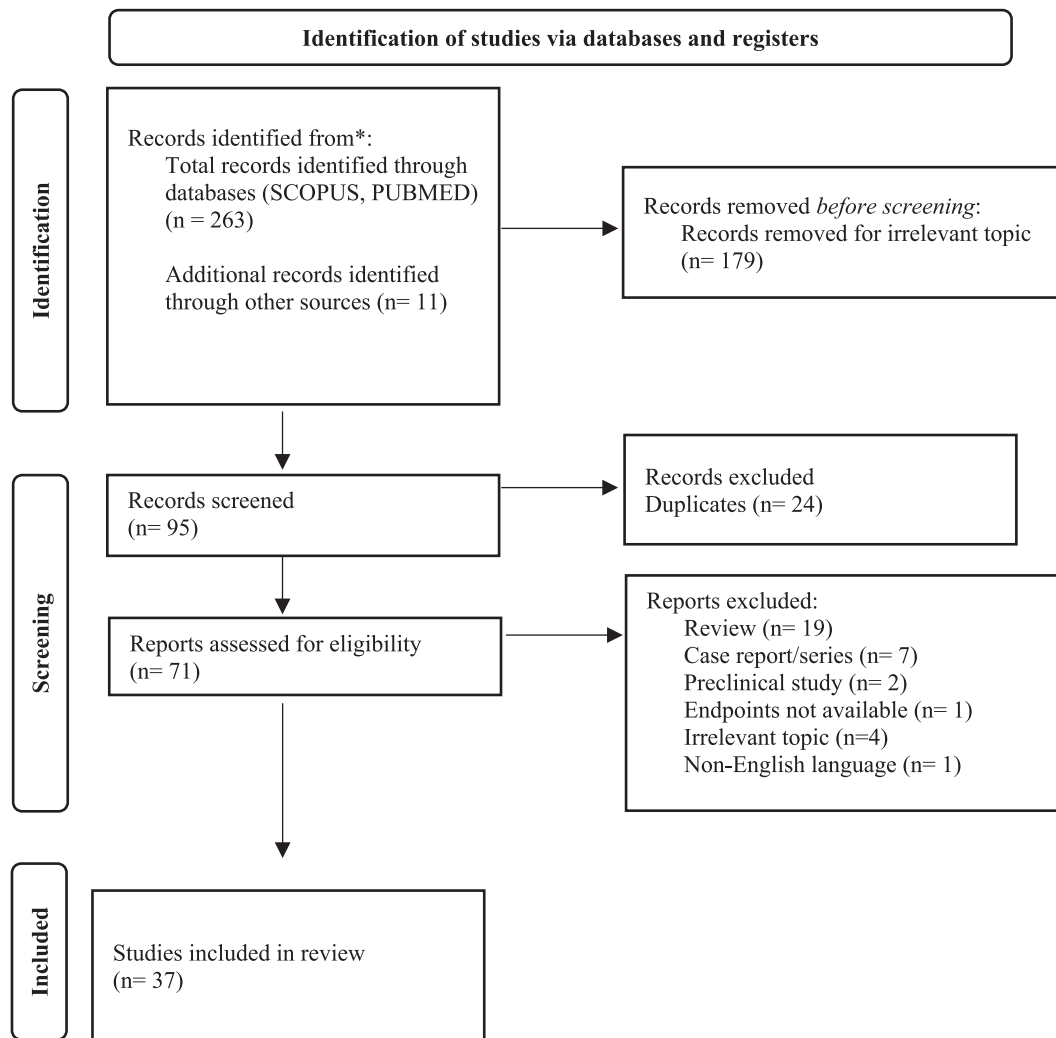 Identification of studies via databases and registers
Identification
Records identified from*:
Total records identified through
databases (SCOPUS, PUBMED)
(n = 263)
Additional records identified
through other sources (n= 11)
Records removed before screening:
Records removed for irrelevant topic
(n= 179)
Screening
Records screened
(n= 95)
Records excluded
Duplicates (n= 24)
Reports assessed for eligibility
(n= 71)
Reports excluded:
Review (n= 19)
Case report/series (n= 7)
Preclinical study (n= 2)
Endpoints not available (n= 1)
Irrelevant topic (n=4)
Non-English language (n= 1)
Included
Studies included in review
(n= 37)